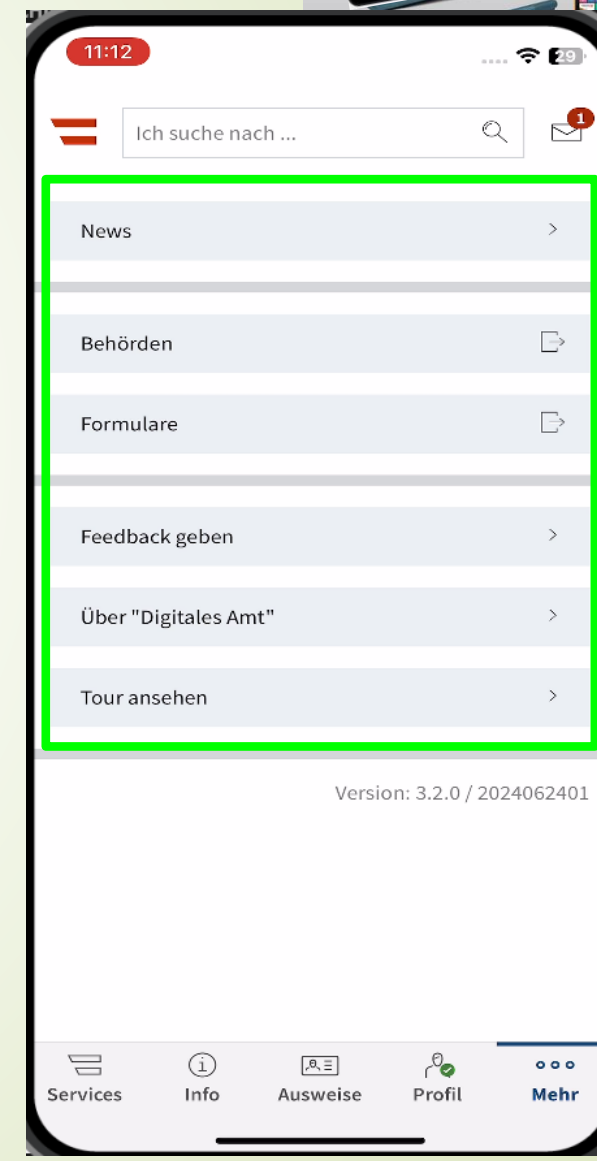 11:12
29
Ich suche nach ...
1
News
Behörden
Formulare
Feedback geben
Über "Digitales Amt"
Tour ansehen
Version: 3.2.0 / 2024062401
Services Info Ausweise Profil Mehr